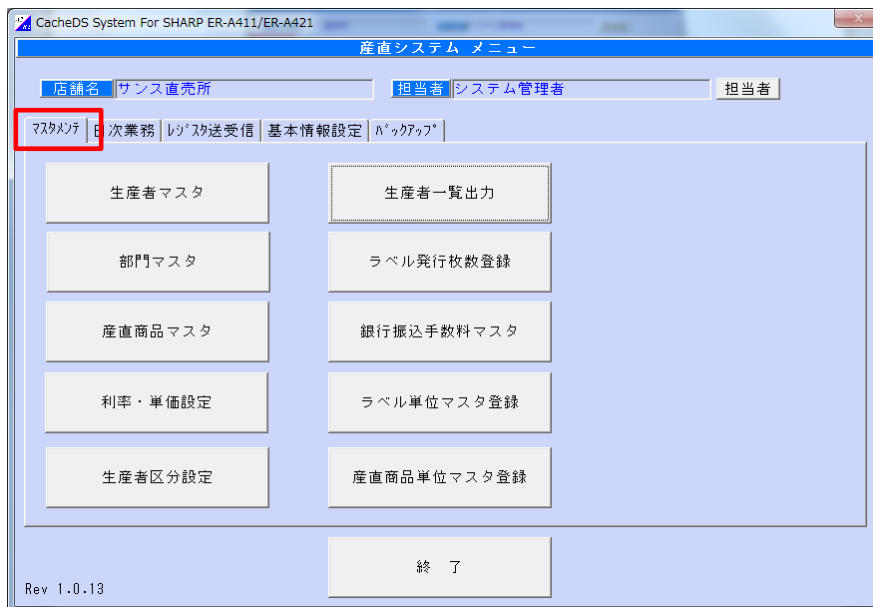 CacheDS System For SHARP ER-A411/ER-A421
産直システム メニュー
店舗名 サンス直売所 担当者 システム管理者 担当者
ﾏｽﾀﾒﾝﾃ 日次業務 ﾚｼﾞｽﾀ送受信 基本情報設定 ﾊﾞｯｸｱｯﾌﾟ
生産者マスタ 生産者一覧出力
部門マスタ ラベル発行枚数登録
産直商品マスタ 銀行振込手数料マスタ
利率・単価設定 ラベル単位マスタ登録
生産者区分設定 産直商品単位マスタ登録
終 了
Rev 1.0.13